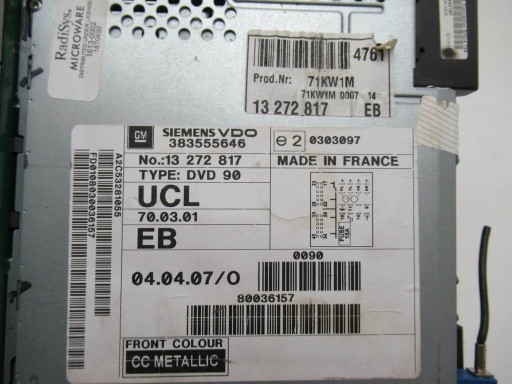 RadiSys.
MICROWARE
4761
Prod.Nr: 71KW1M
71KW1M 0007 14
13 272 817 EB
GM SIEMENS VDO
383555646
e2 0303097
No.:13 272 817
MADE IN FRANCE
TYPE: DVD 90
UCL
70.03.01
EB
FUSE
15A
0090
04.04.07/O
80036157
FRONT COLOUR
CC METALLIC
A2C53281055